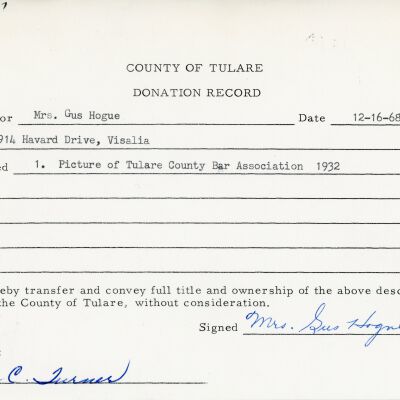 COUNTY OF TULARE
DONATION RECORD
or Mrs. Gus Hogue Date 12-16-68
914 Havard Drive, Visalia
ed 1. Picture of Tulare County Bar Association 1932
eby transfer and convey full title and ownership of the above desc
the County of Tulare, without consideration.
Signed Mrs. Gus Hogue
C. Turner